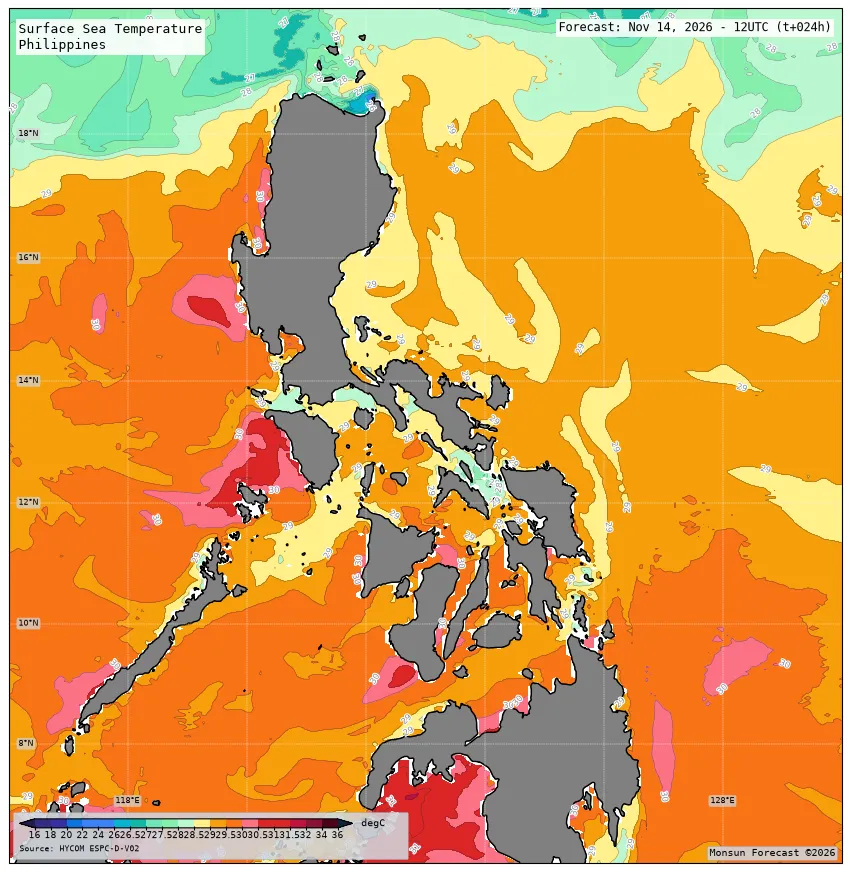 Surface Sea Temperature
Philippines
Forecast: Nov 14, 2026 - 12UTC (t+024h)
18°N
16°N
14°N
12°N
10°N
8°N
118°E
128°E
16 18 20 22 24 26 26.5 27 27.5 28 28.5 29 29.5 30 30.5 31 31.5 32 34 36 degC
Source: HYCOM ESPC-D-V02
Monsun Forecast ©2026